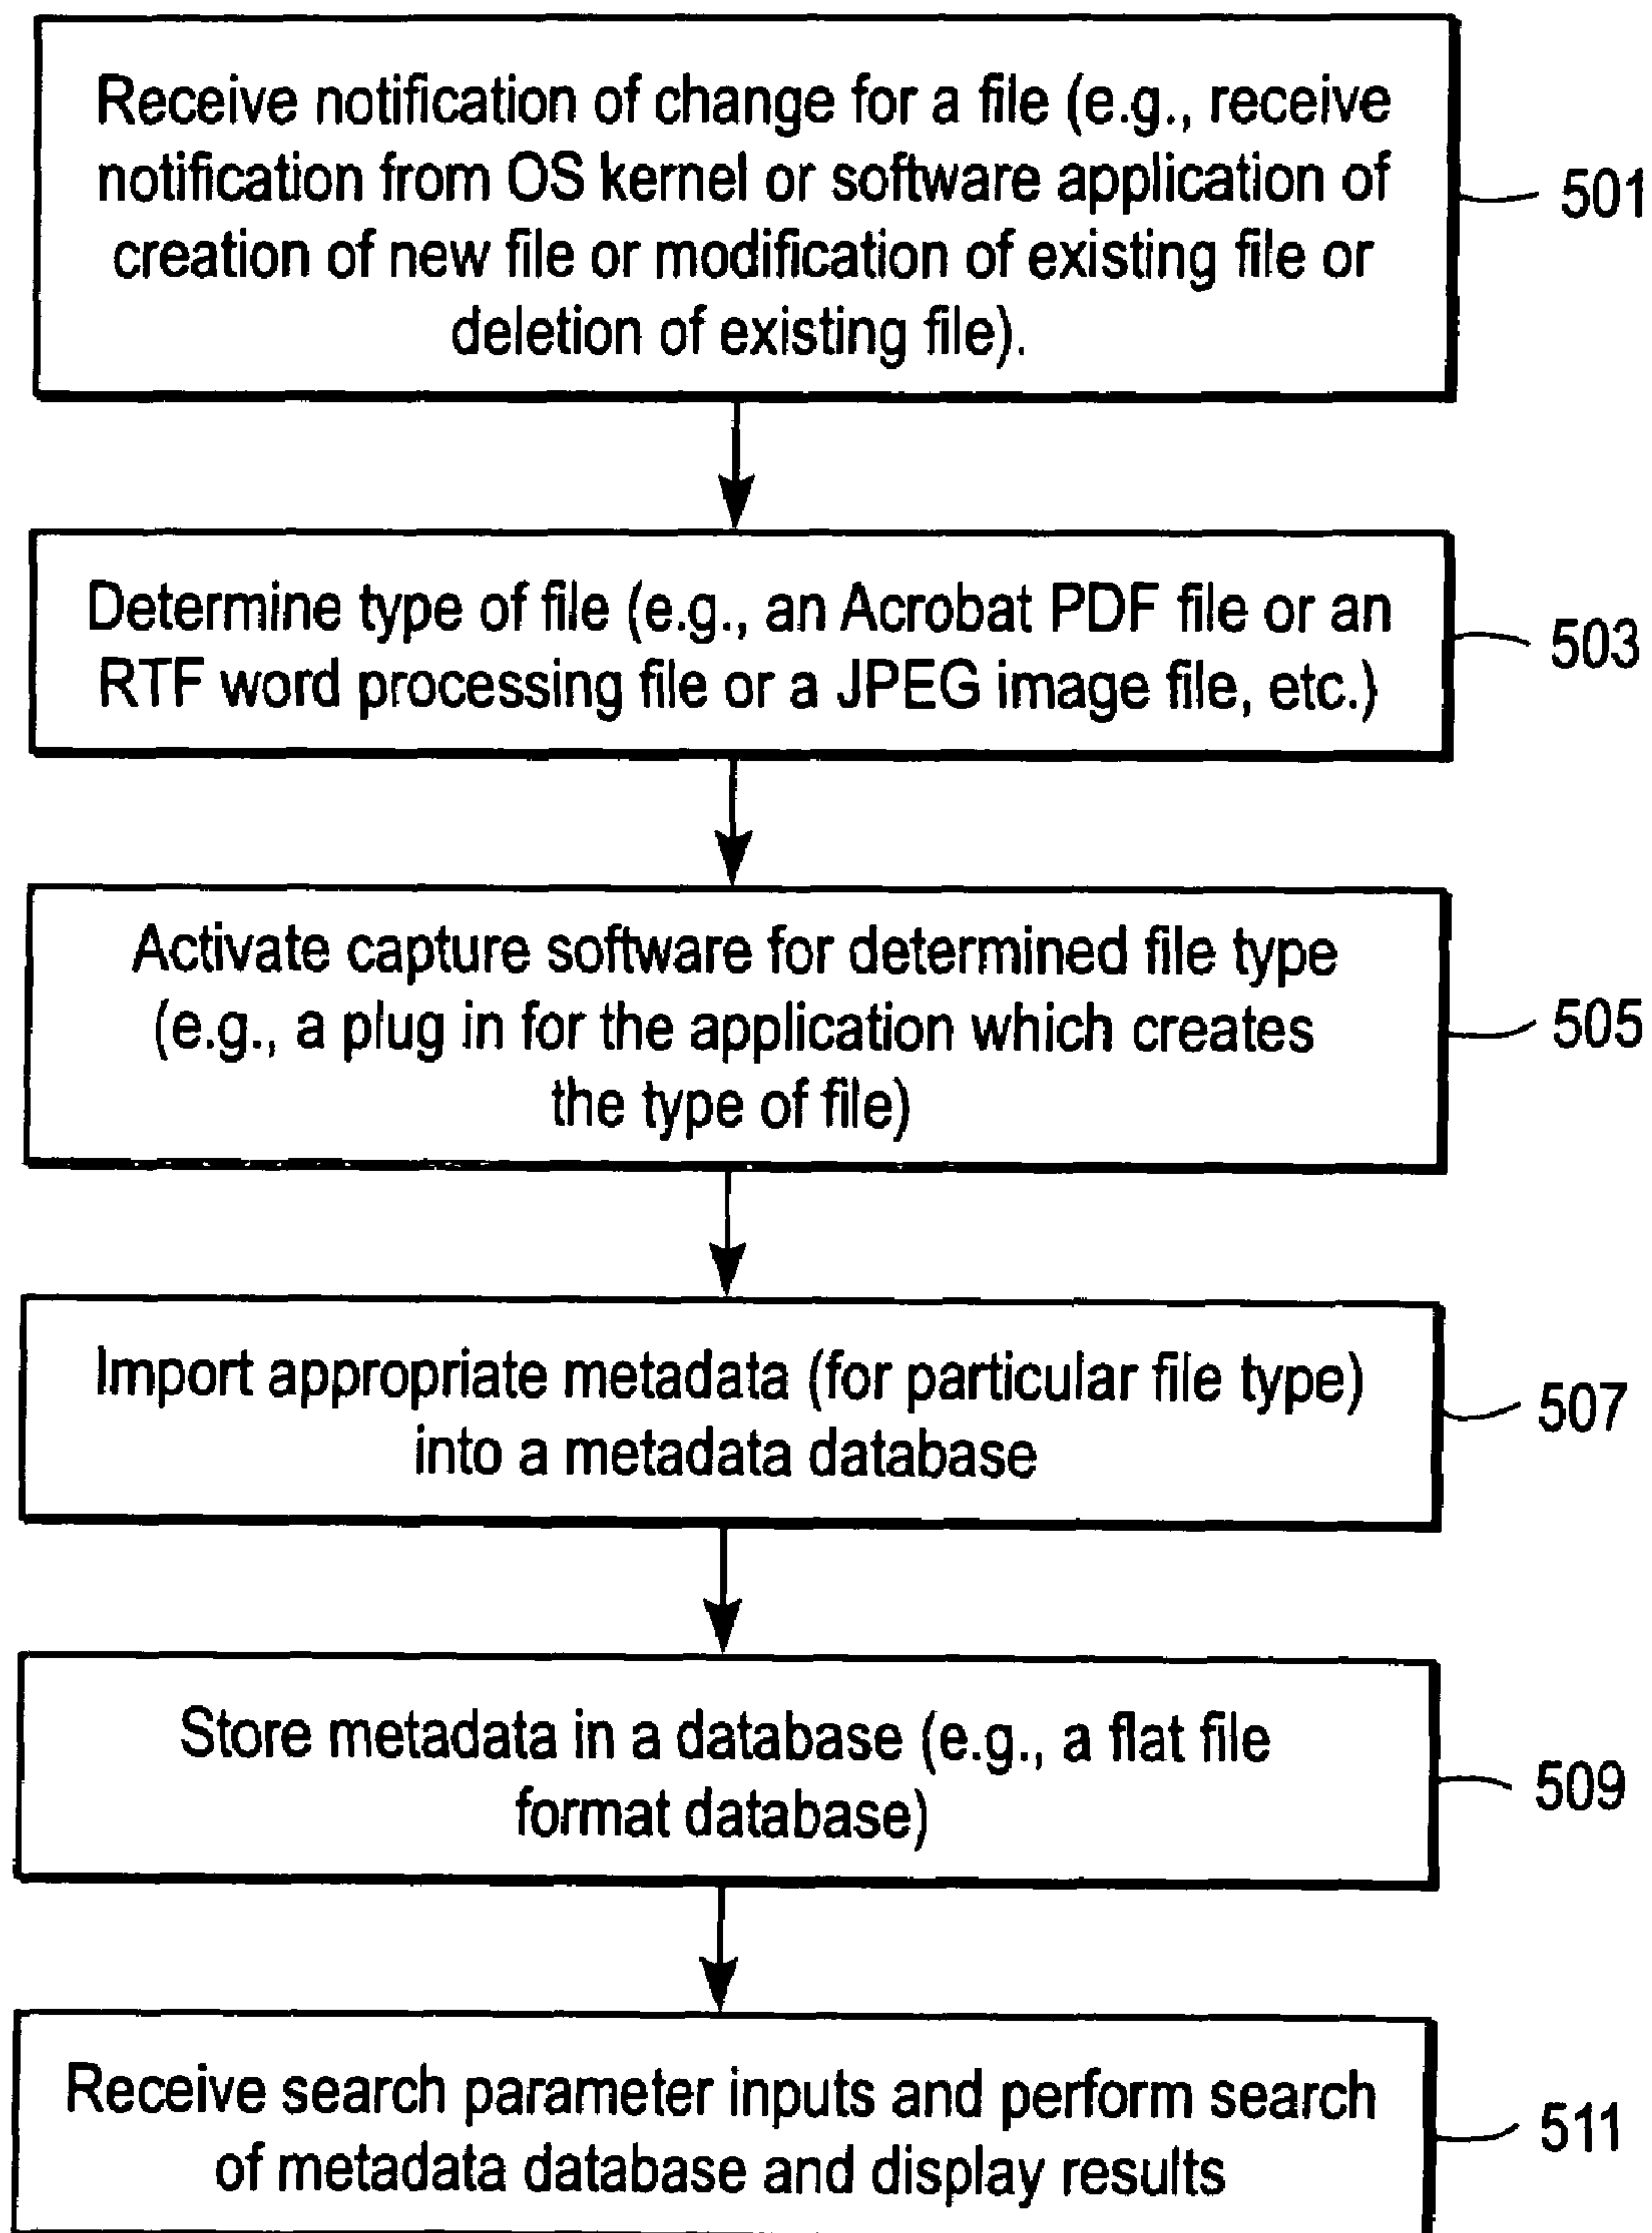 Receive notification of change for a file (e.g., receive
notification from OS kernel or software application of
creation of new file or modification of existing file or
deletion of existing file).
501
Determine type of file (e.g., an Acrobat PDF file or an
RTF word processing file or a JPEG image file, etc.)
503
Activate capture software for determined file type
(e.g., a plug in for the application which creates
the type of file)
505
Import appropriate metadata (for particular file type)
into a metadata database
507
Store metadata in a database (e.g., a flat file
format database)
509
Receive search parameter inputs and perform search
of metadata database and display results
511